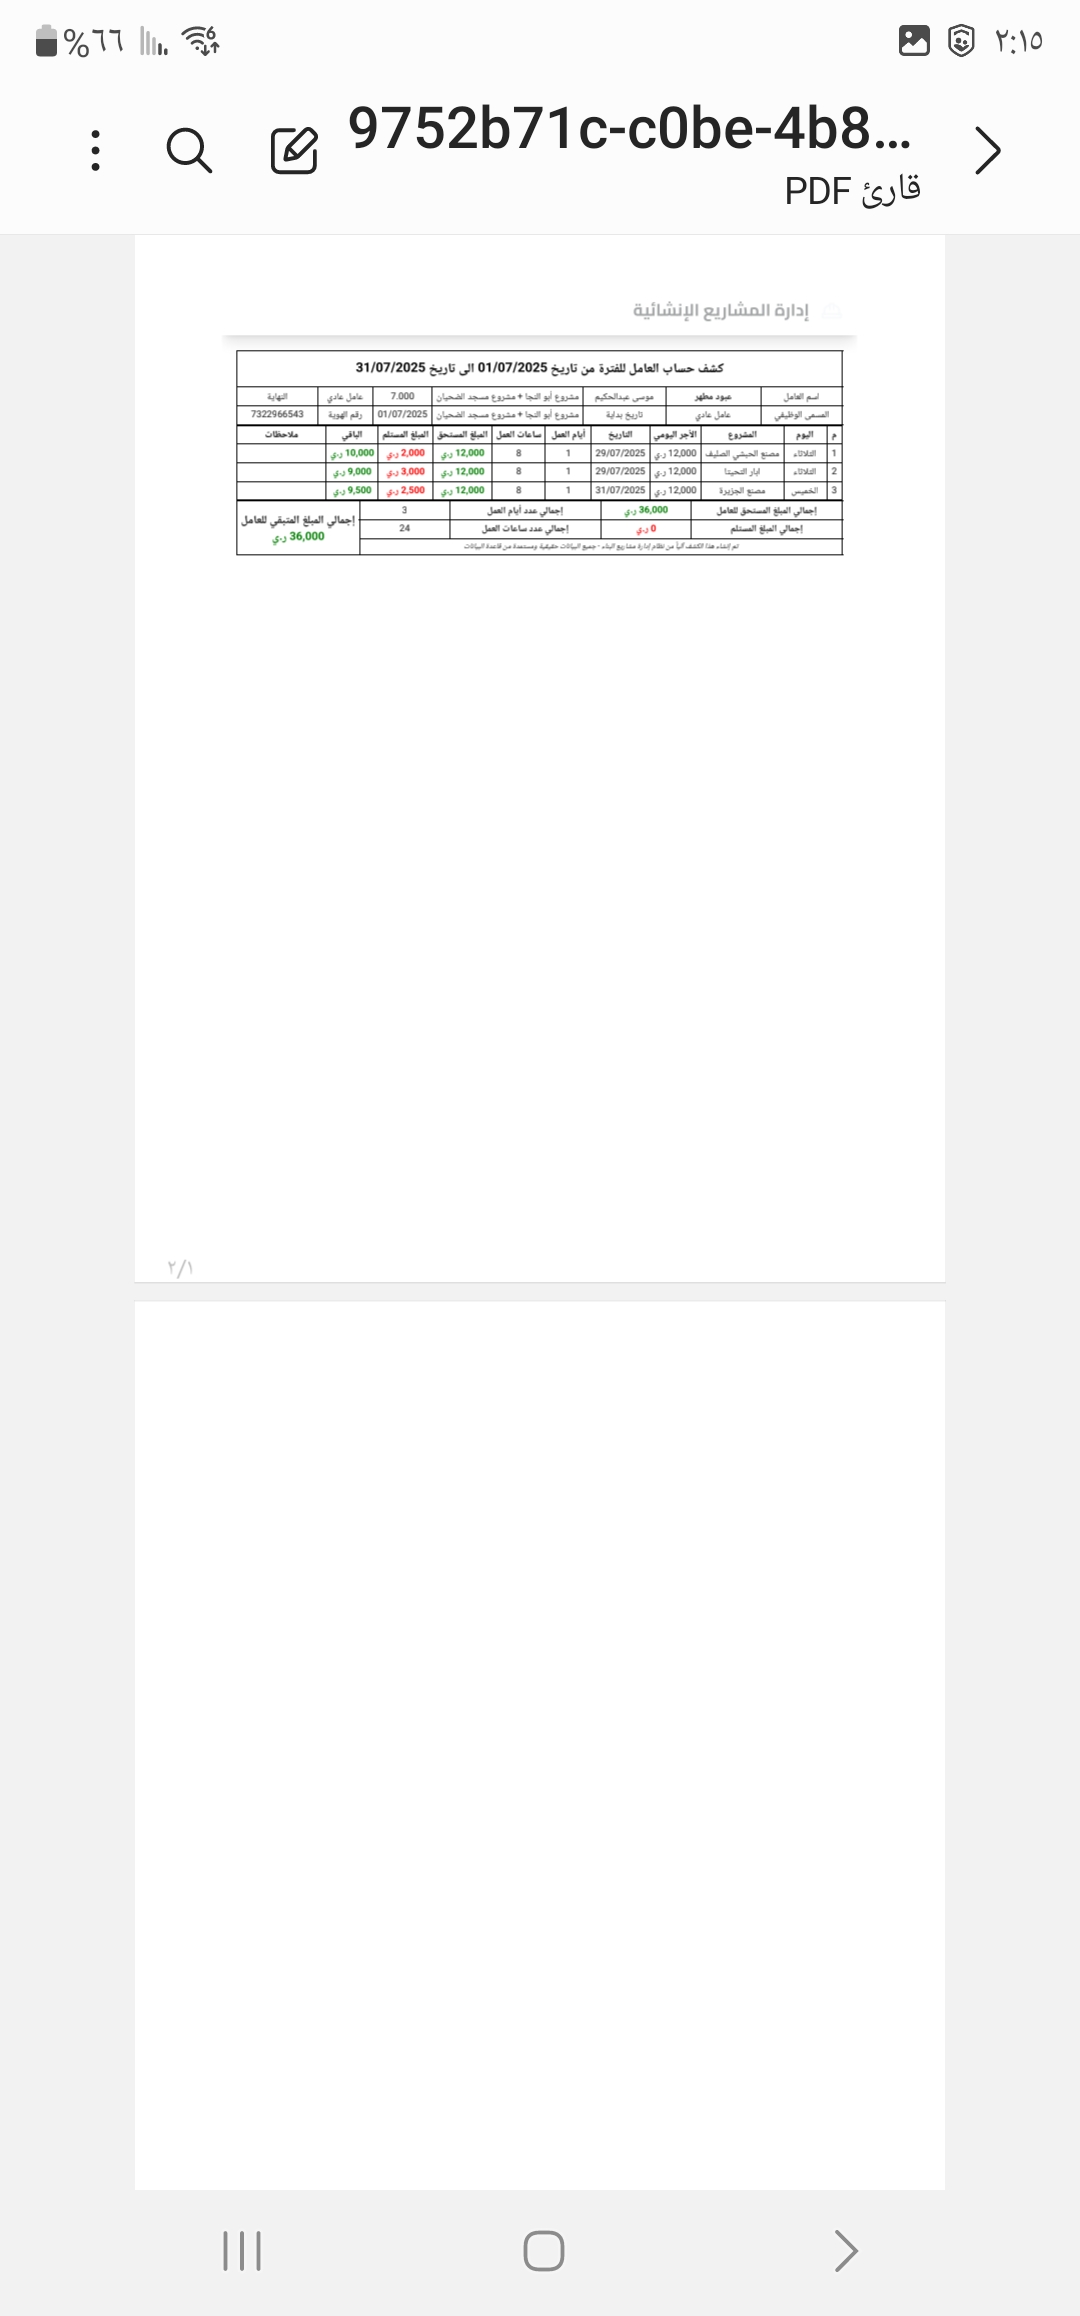 ٢:١٥
%٦٦
9752b71c-c0be-4b8...
قارئ PDF
إدارة المشاريع الإنشائية
كشف حساب العامل للفترة من تاريخ 01/07/2025 الى تاريخ 31/07/2025
اسم العامل عبود مطهر موسى عبدالحكيم مشروع أبو النجا + مشروع مسجد الضحيان 7.000 عامل عادي النهاية
المسمى الوظيفي عامل عادي تاريخ بداية مشروع أبو النجا + مشروع مسجد الضحيان 01/07/2025 رقم الهوية 7322966543
م اليوم المشروع الأجر اليومي التاريخ أيام العمل ساعات العمل المبلغ المستحق المبلغ المستلم الباقي ملاحظات
1 الثلاثاء مصنع الحبشي الصليف 12,000 ر.ي 29/07/2025 1 8 12,000 ر.ي 2,000 ر.ي 10,000 ر.ي
2 الثلاثاء ابار التحيتا 12,000 ر.ي 29/07/2025 1 8 12,000 ر.ي 3,000 ر.ي 9,000 ر.ي
3 الخميس مصنع الجزيرة 12,000 ر.ي 31/07/2025 1 8 12,000 ر.ي 2,500 ر.ي 9,500 ر.ي
إجمالي المبلغ المستحق للعامل 36,000 ر.ي إجمالي عدد أيام العمل 3
إجمالي المبلغ المستلم 0 ر.ي إجمالي عدد ساعات العمل 24
إجمالي المبلغ المتبقي للعامل
36,000 ر.ي
تم إنشاء هذا الكشف آلياً من نظام إدارة مشاريع البناء - جميع البيانات حقيقية ومستمدة من قاعدة البيانات
٢/١